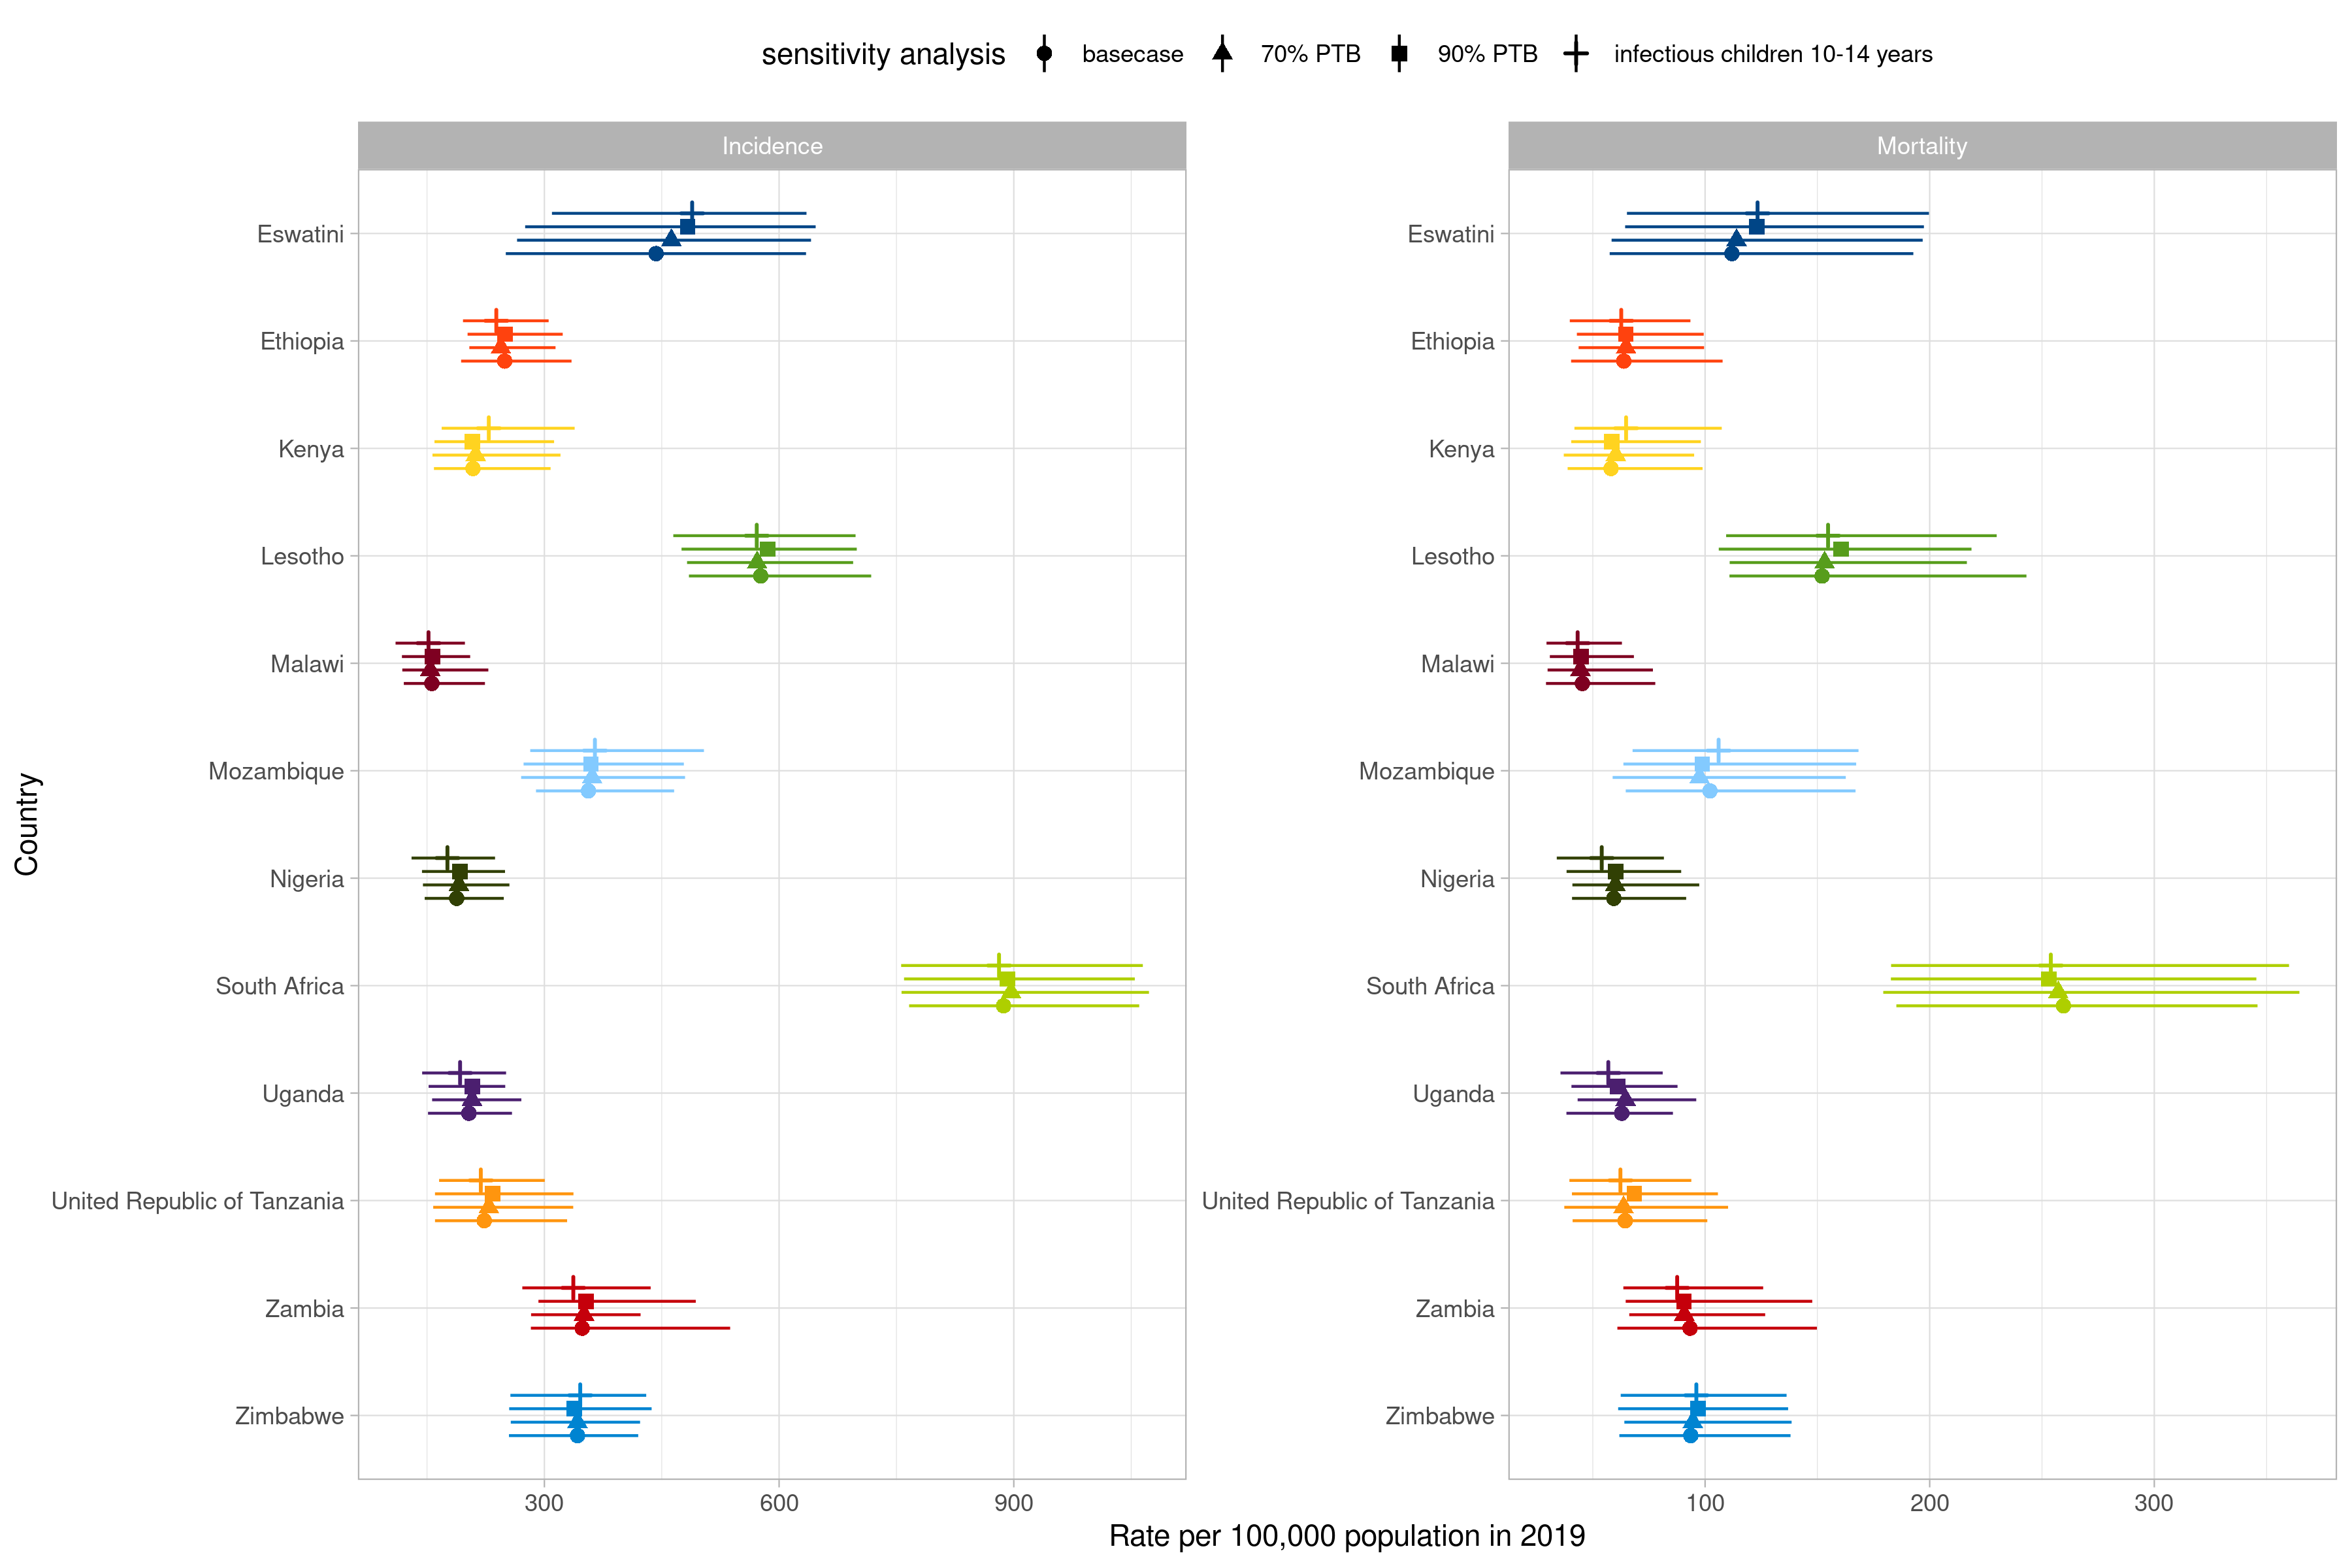 sensitivity analysis basecase 70% PTB 90% PTB infectious children 10-14 years
Incidence Mortality
Eswatini Eswatini
Ethiopia Ethiopia
Kenya Kenya
Lesotho Lesotho
Malawi Malawi
Mozambique Mozambique
Nigeria Nigeria
South Africa South Africa
Uganda Uganda
United Republic of Tanzania United Republic of Tanzania
Zambia Zambia
Zimbabwe Zimbabwe
Country
300 600 900 100 200 300
Rate per 100,000 population in 2019